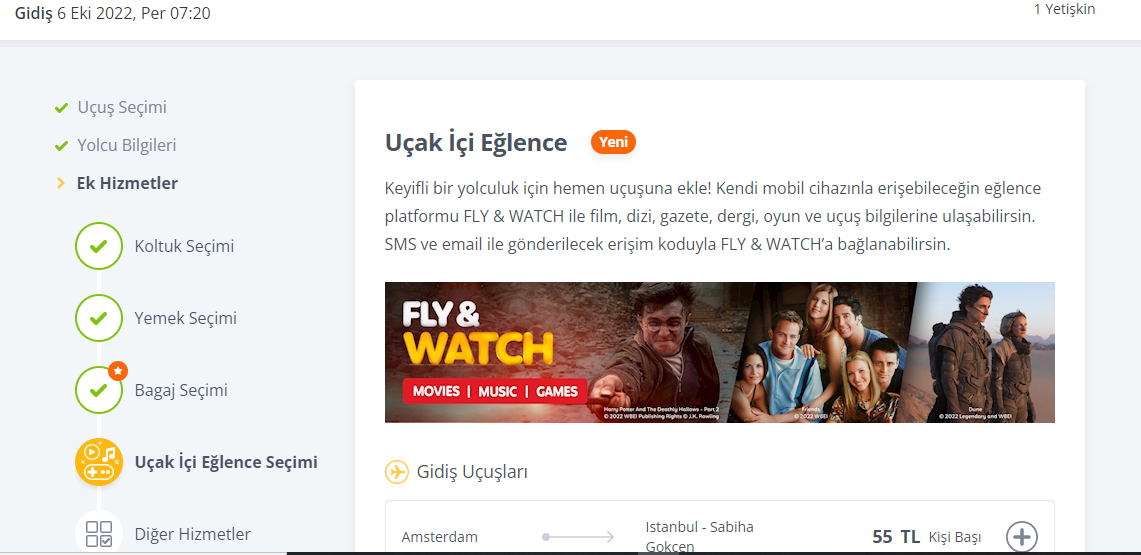 Gidiş 6 Eki 2022, Per 07:20
1 Yetişkin
Uçuş Seçimi
Yolcu Bilgileri
Ek Hizmetler
Koltuk Seçimi
Yemek Seçimi
Bagaj Seçimi
Uçak İçi Eğlence Seçimi
Diğer Hizmetler
Uçak İçi Eğlence Yeni
Keyifli bir yolculuk için hemen uçuşuna ekle! Kendi mobil cihazınla erişebileceğin eğlence
platformu FLY & WATCH ile film, dizi, gazete, dergi, oyun ve uçuş bilgilerine ulaşabilirsin.
SMS ve email ile gönderilecek erişim koduyla FLY & WATCH’a bağlanabilirsin.
FLY &
WATCH
MOVIES | MUSIC | GAMES
Harry Potter And The Deathly Hallows - Part 2
© 2022 WBEI Publishing Rights © J.K. Rowling
Friends
© 2022 WBEI
Dune
© 2022 Legendary and WBEI
Gidiş Uçuşları
Amsterdam
Istanbul - Sabiha
Gokcen
55 TL Kişi Başı